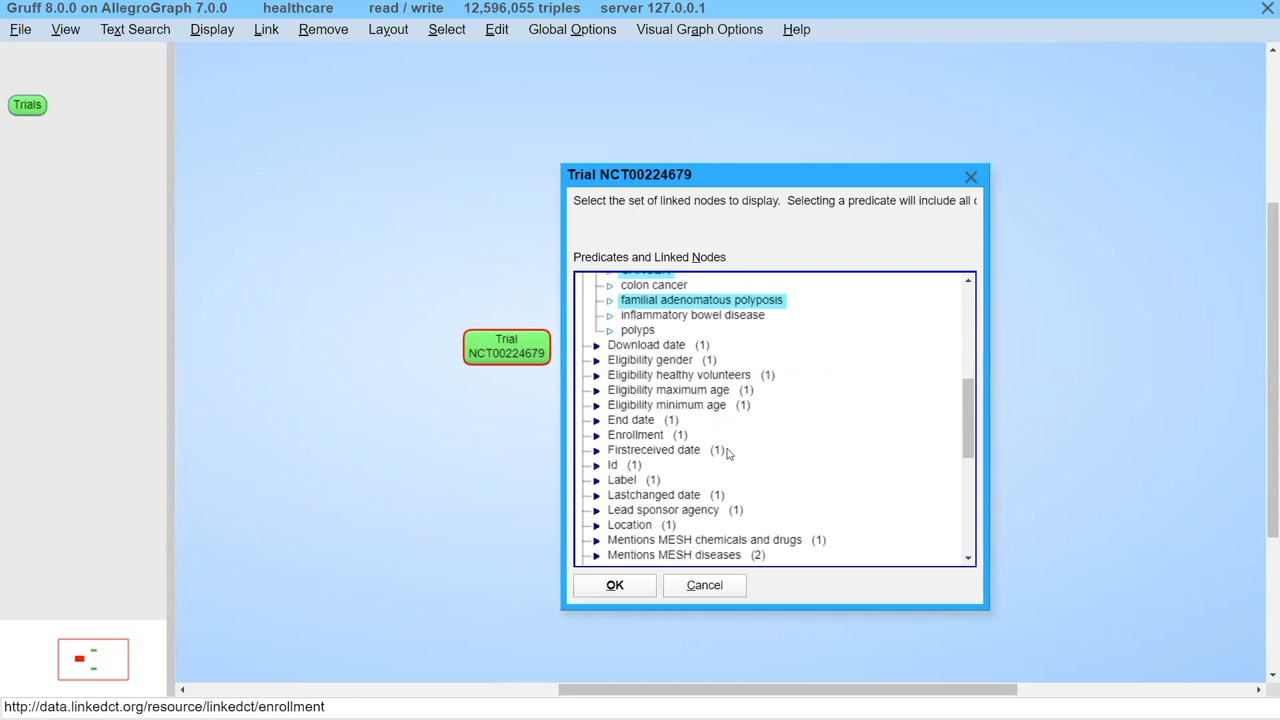 Gruff 8.0.0 on AllegroGraph 7.0.0 healthcare read / write 12,596,055 triples server 127.0.0.1
File View Text Search Display Link Remove Layout Select Edit Global Options Visual Graph Options Help
Trials
Trial
NCT00224679
Trial NCT00224679
Select the set of linked nodes to display. Selecting a predicate will include all
Predicates and Linked Nodes
colon cancer
familial adenomatous polyposis
inflammatory bowel disease
polyps
Download date (1)
Eligibility gender (1)
Eligibility healthy volunteers (1)
Eligibility maximum age (1)
Eligibility minimum age (1)
End date (1)
Enrollment (1)
Firstreceived date (1)
Id (1)
Label (1)
Lastchanged date (1)
Lead sponsor agency (1)
Location (1)
Mentions MESH chemicals and drugs (1)
Mentions MESH diseases (2)
OK Cancel
http://data.linkedct.org/resource/linkedct/enrollment